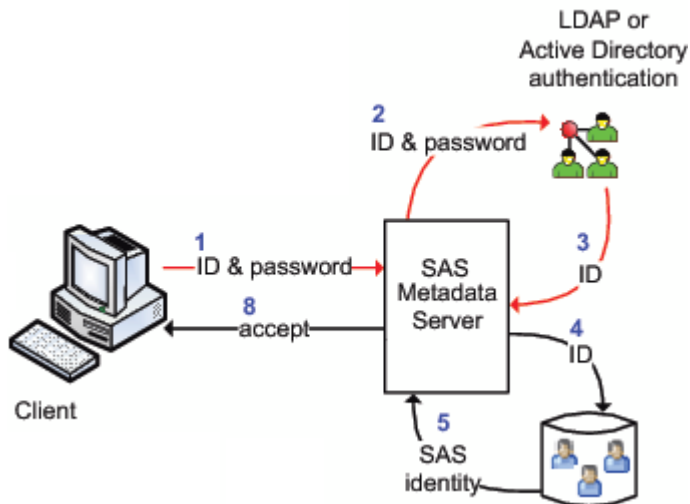 LDAP or
Active Directory
authentication
2
ID & password
1
ID & password
8
accept
SAS
Metadata
Server
3
ID
4
ID
Client
5
SAS
identity